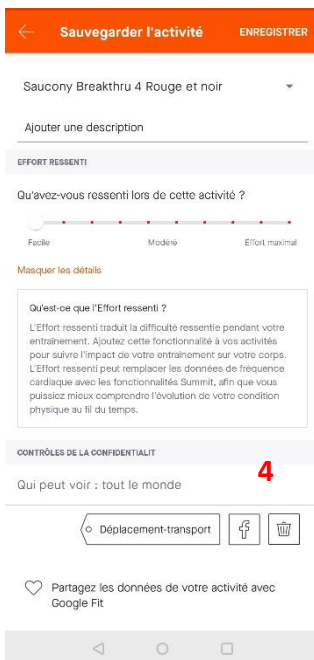 Sauvegarder l'activité ENREGISTRER
Saucony Breakthru 4 Rouge et noir
Ajouter une description
EFFORT RESSENTI
Qu'avez-vous ressenti lors de cette activité ?
Facile Modéré Effort maximal
Masquer les détails
Qu'est-ce que l'Effort ressenti ?
L'Effort ressenti traduit la difficulté ressentie pendant votre
entraînement. Ajoutez cette fonctionnalité à vos activités
pour suivre l'impact de votre entraînement sur votre corps.
L'Effort ressenti peut remplacer les données de fréquence
cardiaque avec les fonctionnalités Summit, afin que vous
puissiez mieux comprendre l'évolution de votre condition
physique au fil du temps.
CONTRÔLES DE LA CONFIDENTIALIT
4
Qui peut voir : tout le monde
Déplacement-transport f
Partagez les données de votre activité avec
Google Fit